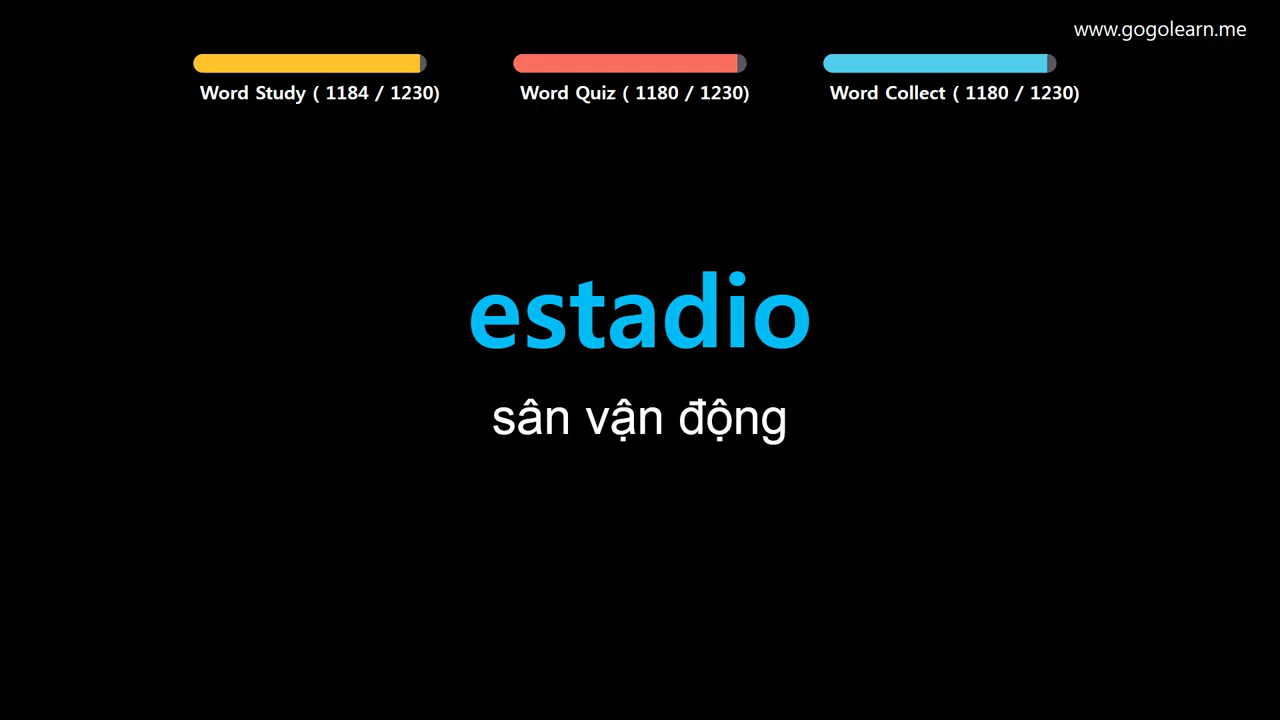 www.gogolearn.me
Word Study ( 1184 / 1230)
Word Quiz ( 1180 / 1230)
Word Collect ( 1180 / 1230)
estadio
sân vận động